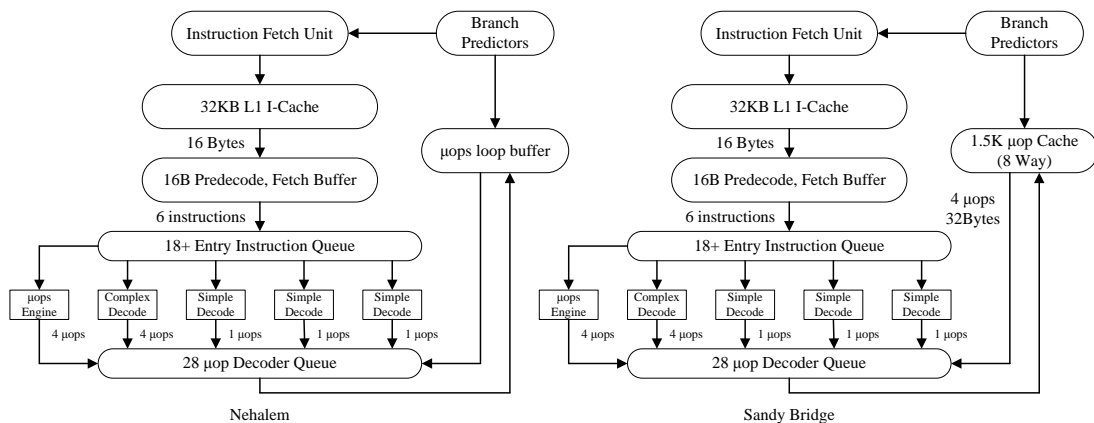 Instruction Fetch Unit
Branch
Predictors
32KB L1 I-Cache
16 Bytes
μops loop buffer
16B Predecode, Fetch Buffer
6 instructions
18+ Entry Instruction Queue
μops
Engine
Complex
Decode
Simple
Decode
Simple
Decode
Simple
Decode
4 μops
4 μops
1 μops
1 μops
1 μops
28 μop Decoder Queue
Nehalem
Instruction Fetch Unit
Branch
Predictors
32KB L1 I-Cache
16 Bytes
1.5K μop Cache
(8 Way)
16B Predecode, Fetch Buffer
4 μops
32Bytes
6 instructions
18+ Entry Instruction Queue
μops
Engine
Complex
Decode
Simple
Decode
Simple
Decode
Simple
Decode
4 μops
4 μops
1 μops
1 μops
1 μops
28 μop Decoder Queue
Sandy Bridge